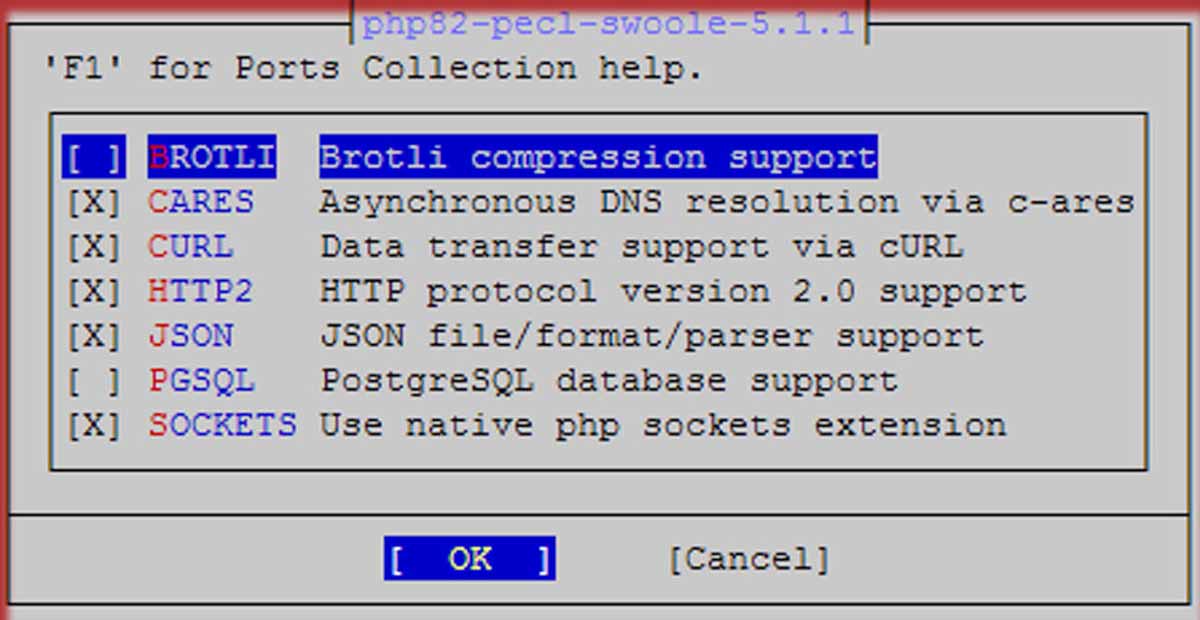 php82-pecl-swoole-5.1.1
'F1' for Ports Collection help.
[ ] BROTLI Brotli compression support
[X] CARES Asynchronous DNS resolution via c-ares
[X] CURL Data transfer support via cURL
[X] HTTP2 HTTP protocol version 2.0 support
[X] JSON JSON file/format/parser support
[ ] PGSQL PostgreSQL database support
[X] SOCKETS Use native php sockets extension
[ OK ] [Cancel]